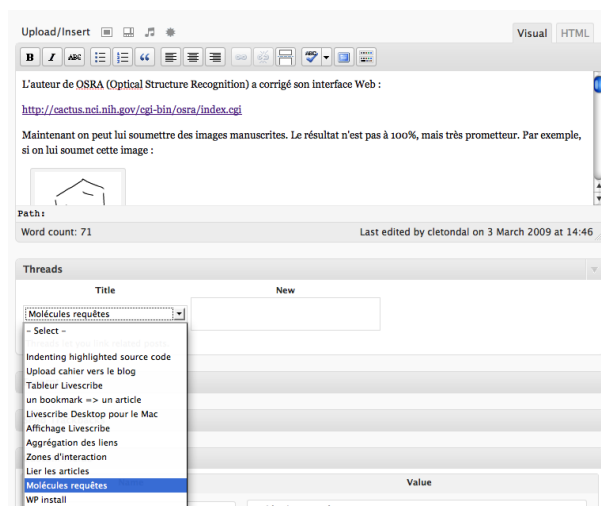 Upload/Insert
Visual HTML
B I ABC
ABC
L'auteur de OSRA (Optical Structure Recognition) a corrigé son interface Web :
http://cactus.nci.nih.gov/cgi-bin/osra/index.cgi
Maintenant on peut lui soumettre des images manuscrites. Le résultat n'est pas à 100%, mais très prometteur. Par exemple,
si on lui soumet cette image :
Path:
Word count: 71 Last edited by cletondal on 3 March 2009 at 14:46
Threads
Title New
Molécules requêtes
– Select –
Indenting highlighted source code
Upload cahier vers le blog
Tableur Livescribe
un bookmark => un article
Livescribe Desktop pour le Mac
Affichage Livescribe
Aggrégation des liens
Zones d'interaction
Lier les articles
Molécules requêtes
Value
WP install